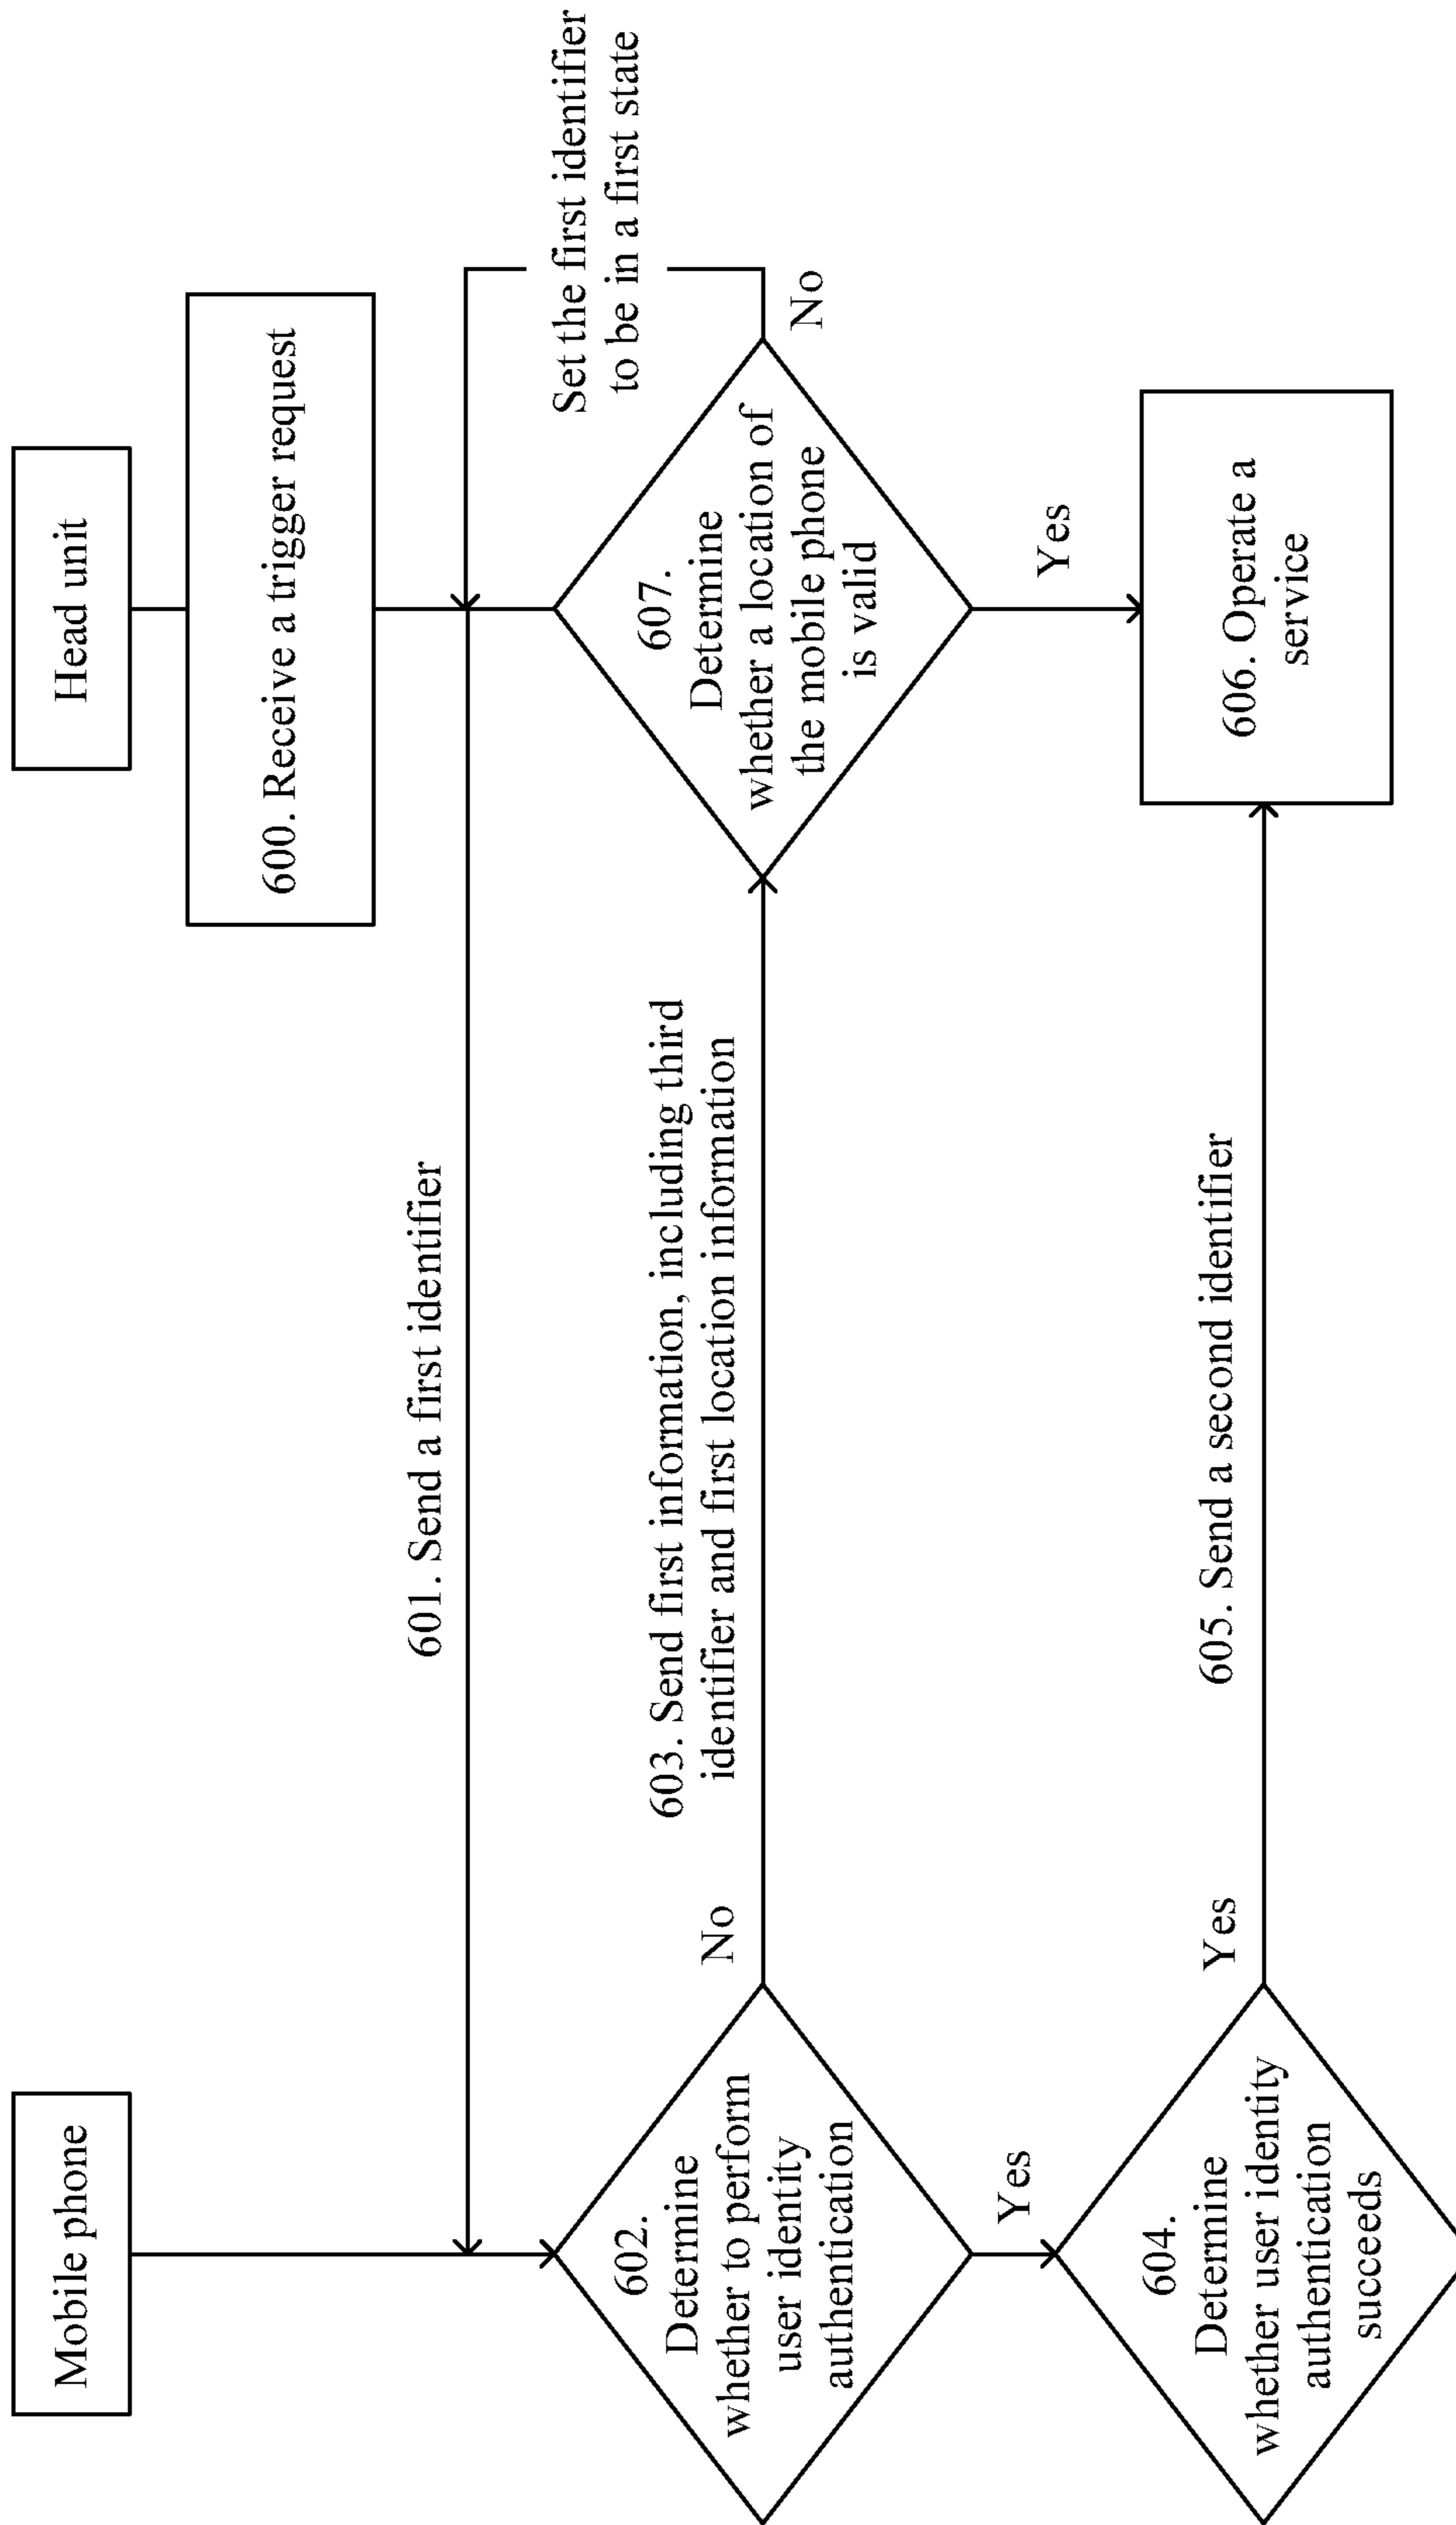 Mobile phone
Head unit
600. Receive a trigger request
601. Send a first identifier
Set the first identifier
to be in a first state
602.
Determine
whether to perform
user identity
authentication
No
603. Send first information, including third
identifier and first location information
607.
Determine
whether a location of
the mobile phone
is valid
No
Yes
Yes
604.
Determine
whether user identity
authentication
succeeds
Yes
605. Send a second identifier
606. Operate a
service